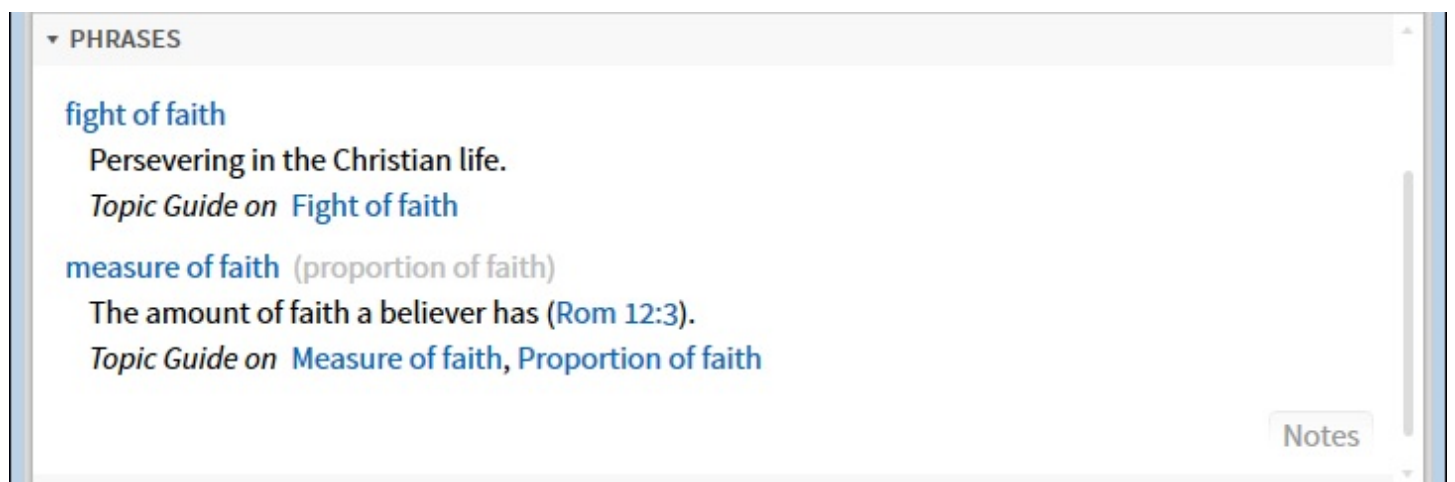 PHRASES
fight of faith
Persevering in the Christian life.
Topic Guide on Fight of faith
measure of faith (proportion of faith)
The amount of faith a believer has (Rom 12:3).
Topic Guide on Measure of faith, Proportion of faith
Notes